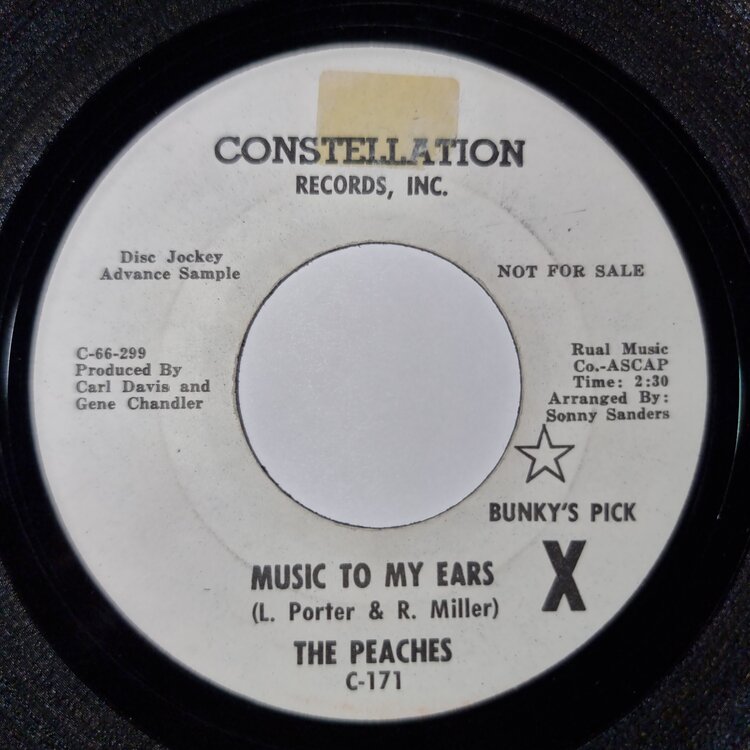 CONSTELLATION
RECORDS, INC.
Disc Jockey
Advance Sample
NOT FOR SALE
C-66-299
Produced By
Carl Davis and
Gene Chandler
Rual Music
Co.-ASCAP
Time: 2:30
Arranged By:
Sonny Sanders
BUNKY'S PICK
X
MUSIC TO MY EARS
(L. Porter & R. Miller)
THE PEACHES
C-171